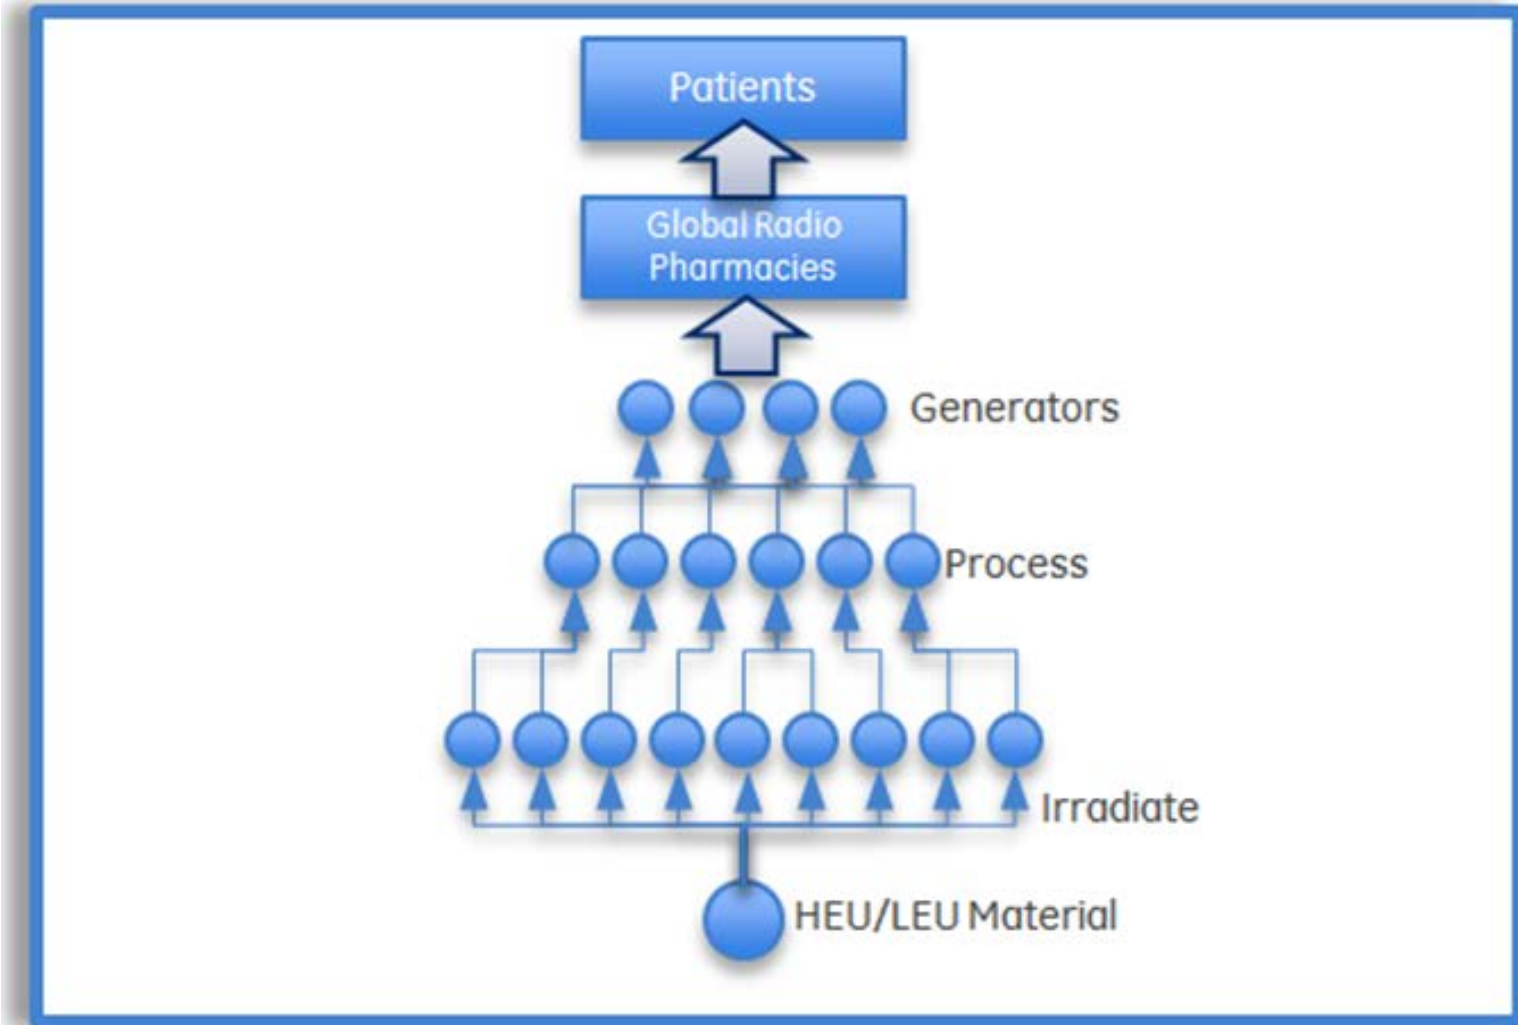 Patients
Global Radio
Pharmacies
Generators
Process
Irradiate
HEU/LEU Material